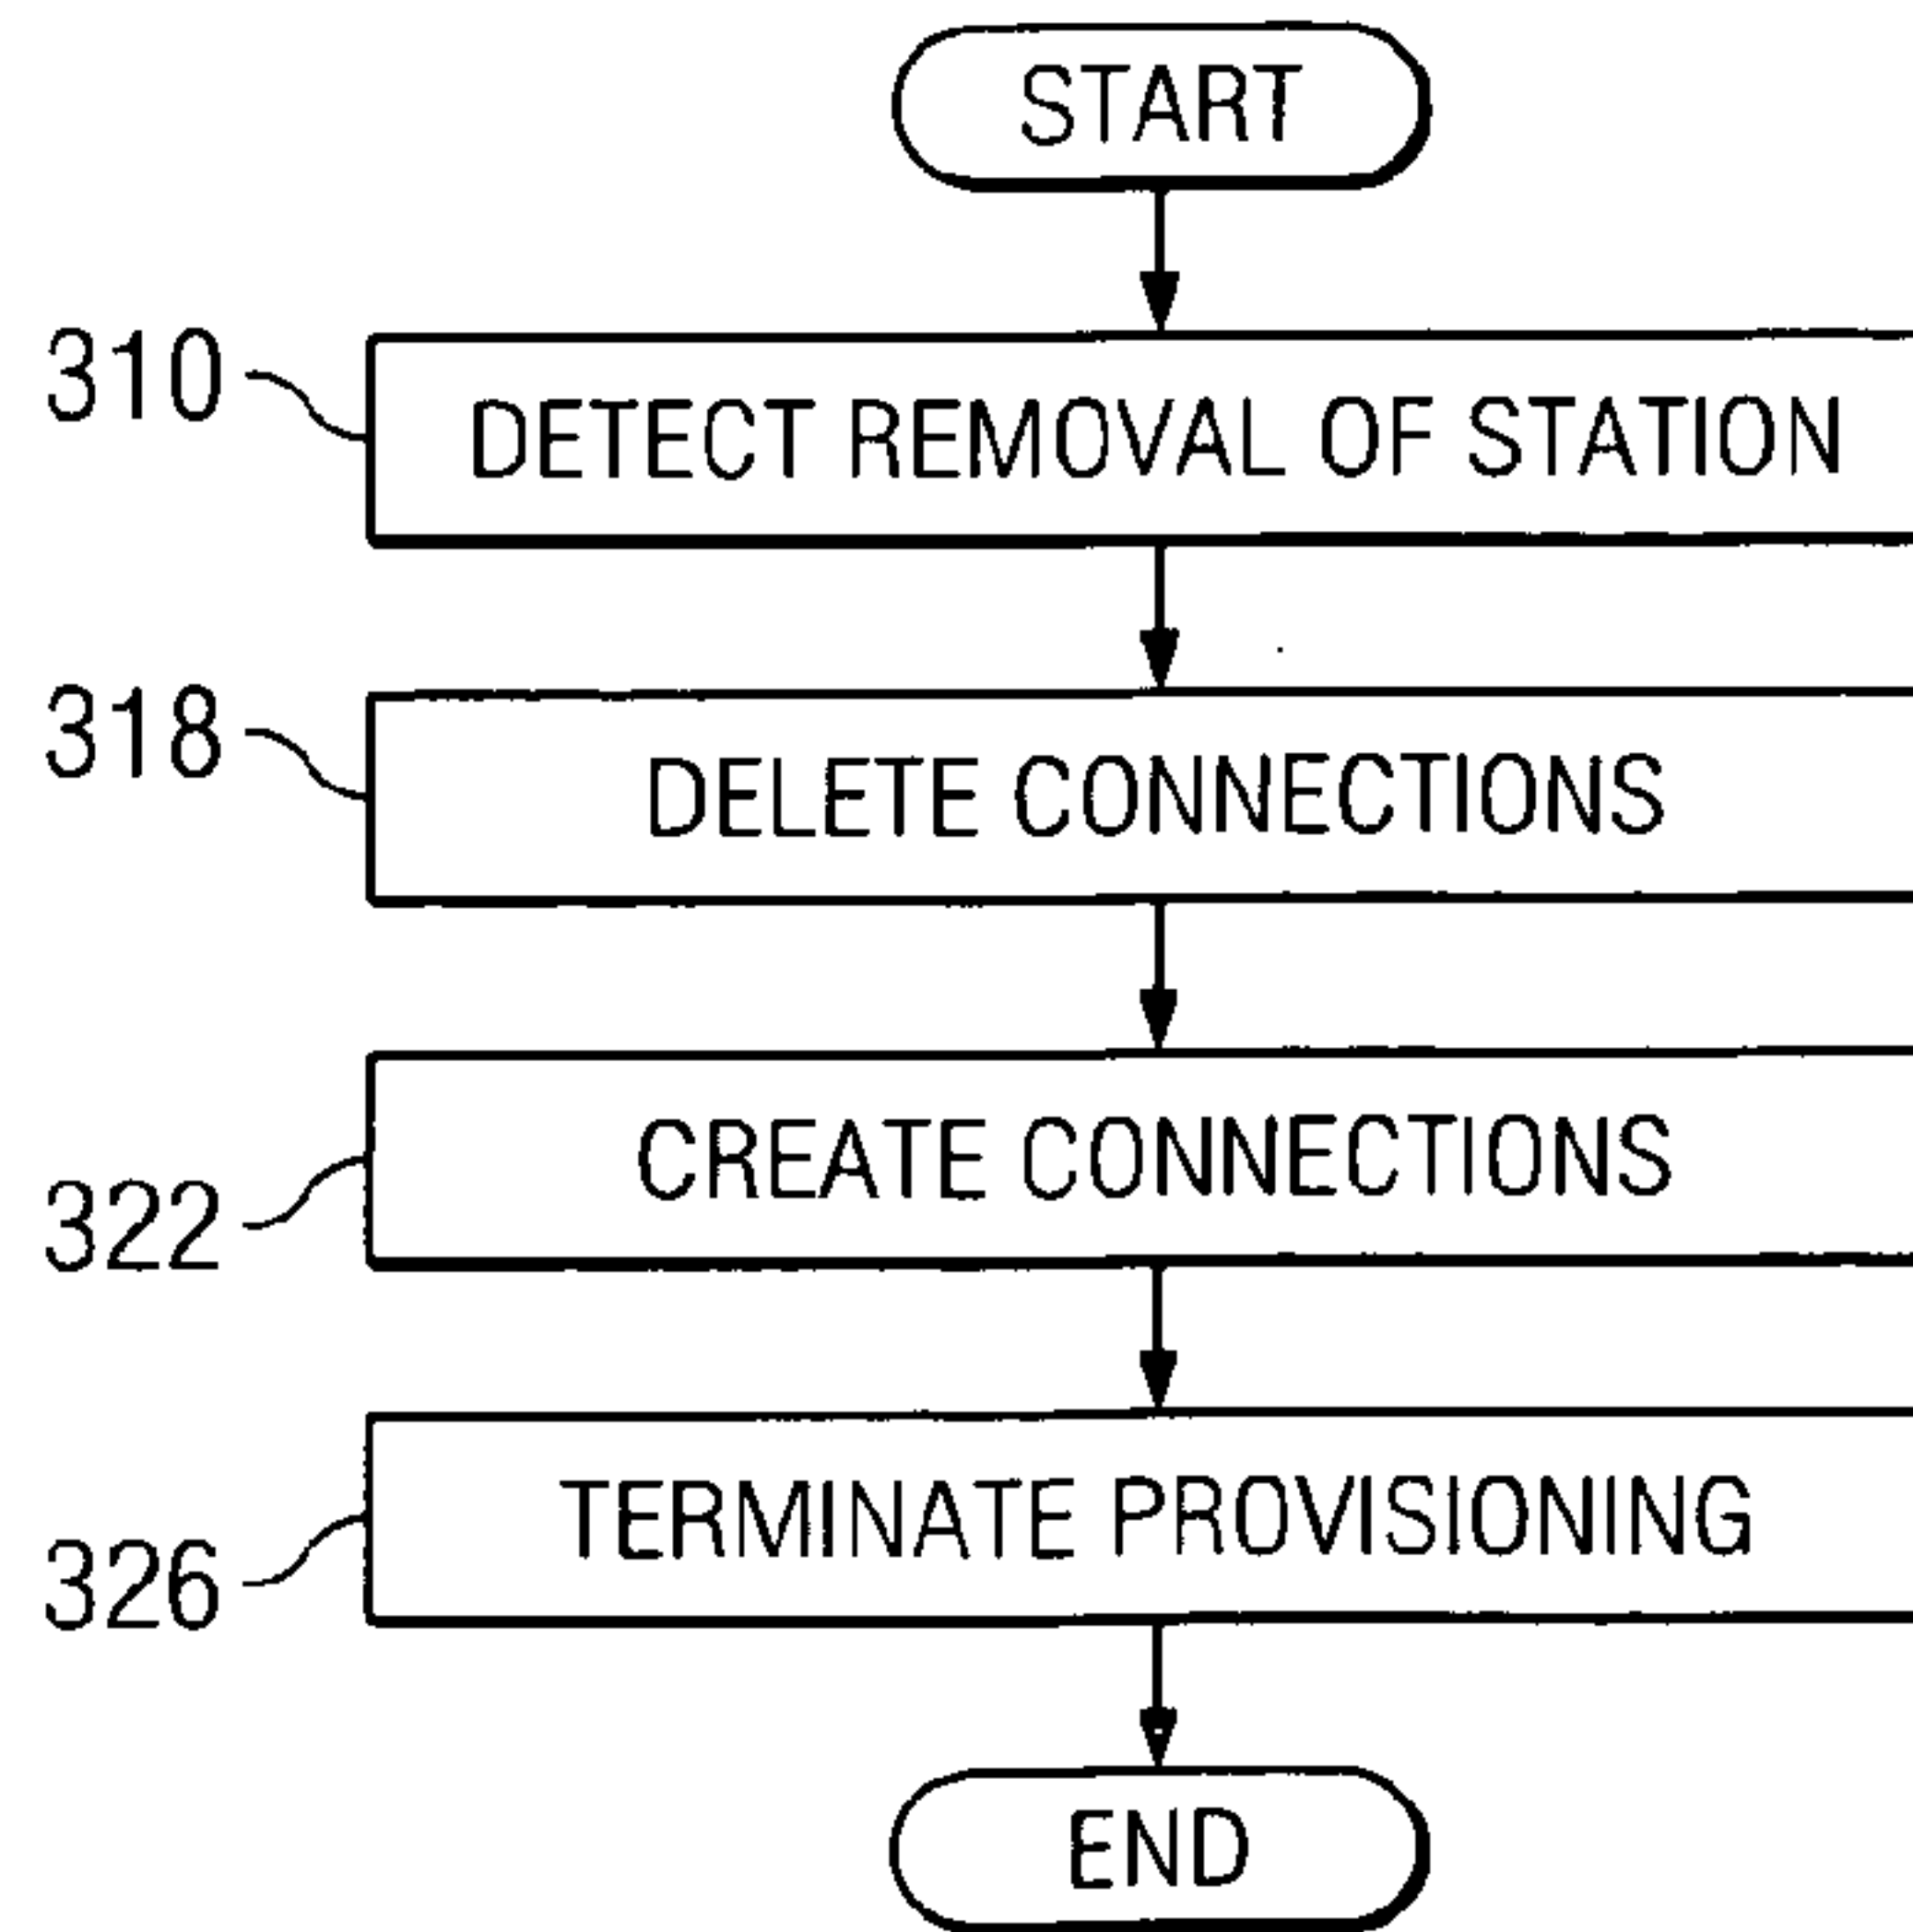 START
310
DETECT REMOVAL OF STATION
318
DELETE CONNECTIONS
322
CREATE CONNECTIONS
326
TERMINATE PROVISIONING
END